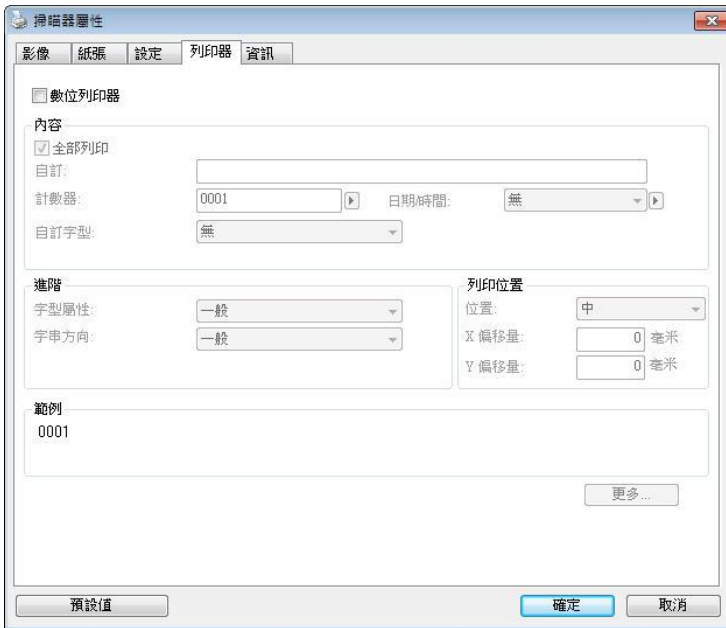 掃瞄器屬性
影像 紙張 設定 列印器 資訊
數位列印器
內容
全部列印
自訂:
計數器: 0001 日期/時間: 無
自訂字型: 無
進階
字型屬性: 一般
字串方向: 一般
列印位置
位置: 中
X 偏移量: 0 毫米
Y 偏移量: 0 毫米
範例
0001
更多...
預設值 確定 取消